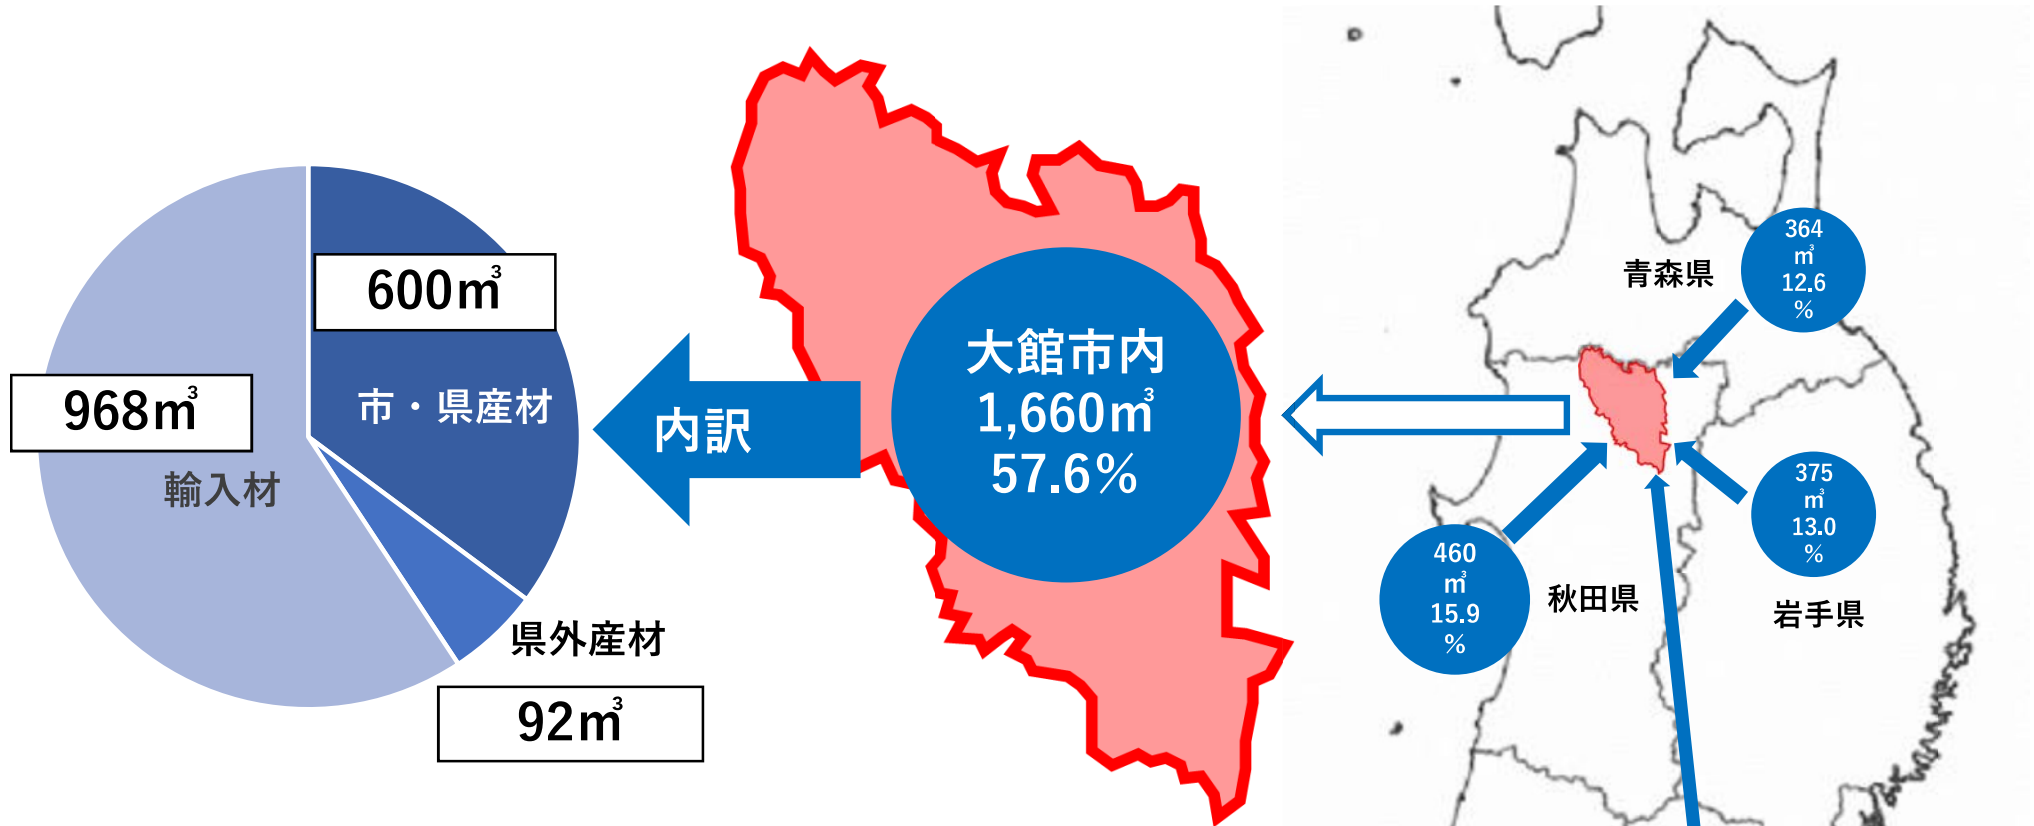 600㎥
市・県産材
968㎥
輸入材
県外産材
92㎥
内訳
大館市内
1,660㎥
57.6%
青森県
364
㎥
12.6
%
375
㎥
13.0
%
岩手県
460
㎥
15.9
%
秋田県